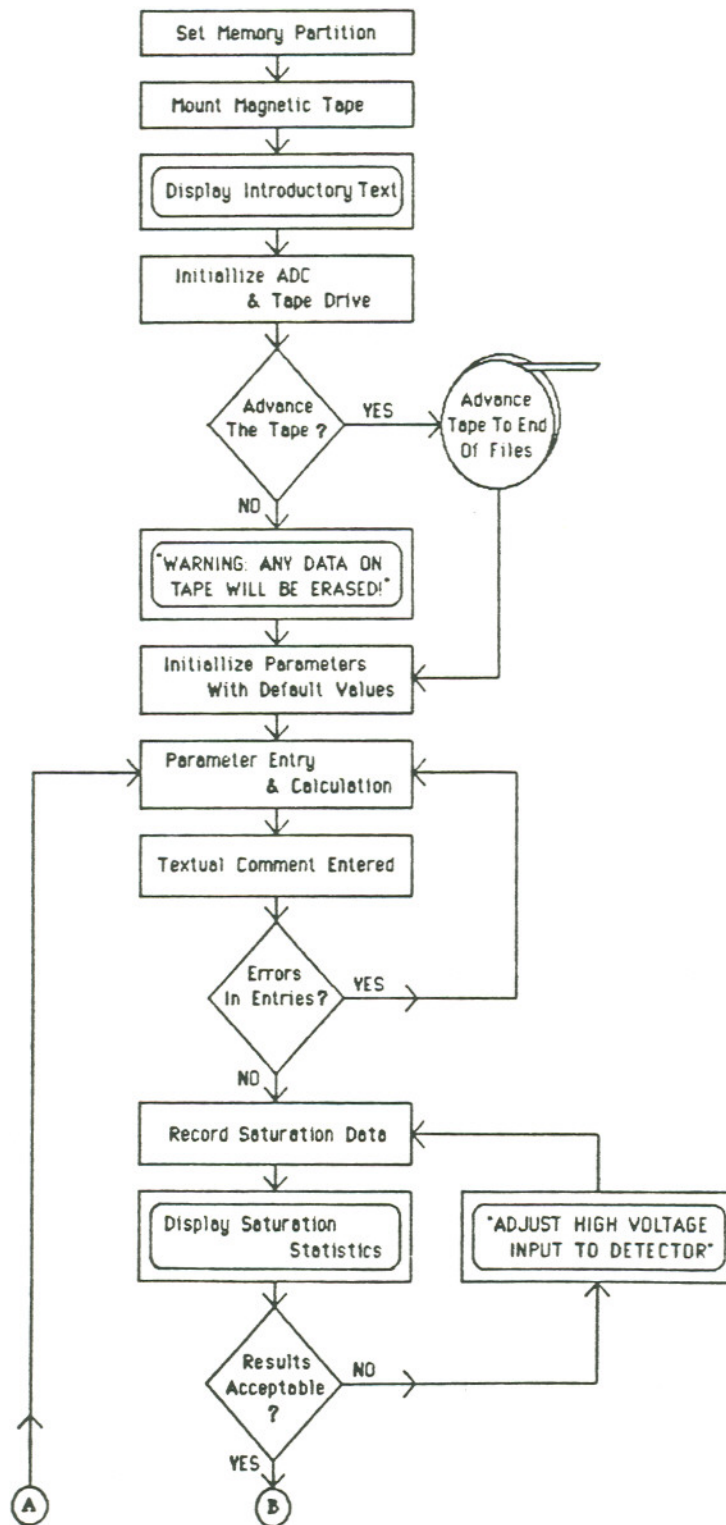 Set Memory Partition
Mount Magnetic Tape
Display Introductory Text
Initiallize ADC
& Tape Drive
Advance
The Tape?
YES
Advance
Tape To End
Of Files
NO
"WARNING: ANY DATA ON
TAPE WILL BE ERASED!"
Initiallize Parameters
With Default Values
Parameter Entry
& Calculation
Textual Comment Entered
Errors
In Entries?
YES
NO
Record Saturation Data
Display Saturation
Statistics
"ADJUST HIGH VOLTAGE
INPUT TO DETECTOR"
Results
Acceptable
?
NO
YES
A
B